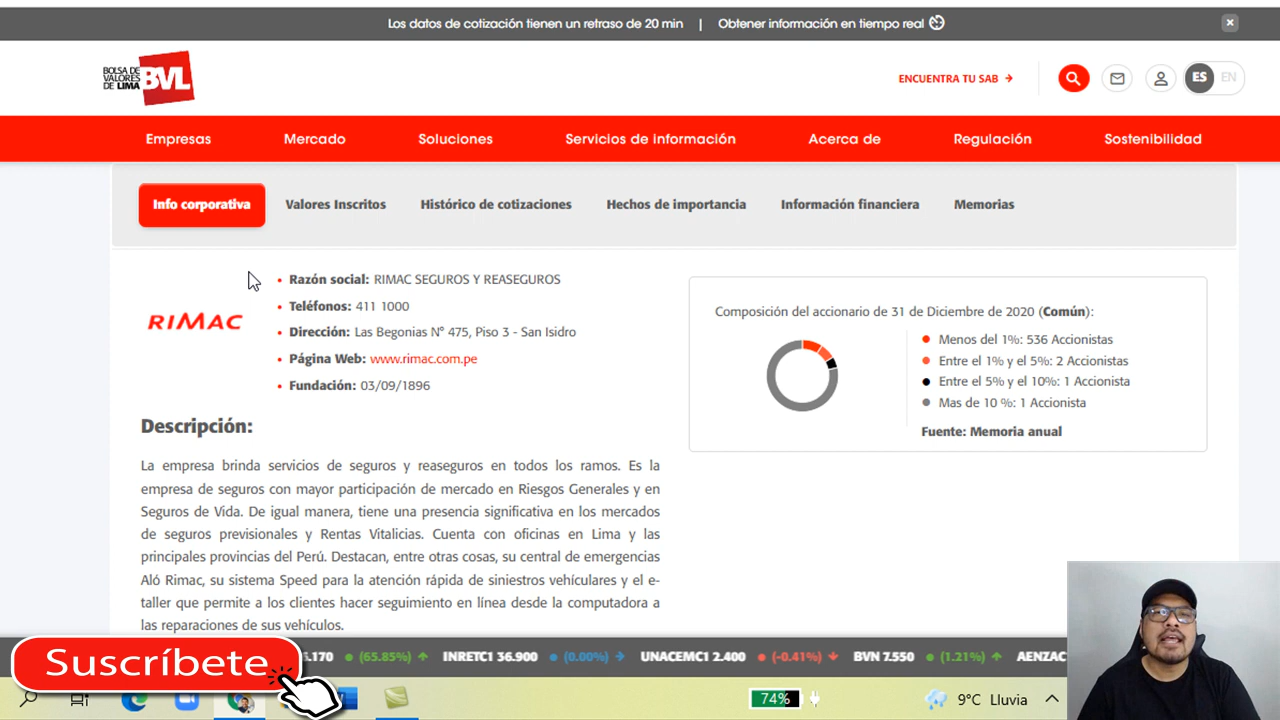 Los datos de cotización tienen un retraso de 20 min | Obtener información en tiempo real
BOLSA DE
VALORES
DE LIMA BVL
ENCUENTRA TU SAB
ES EN
Empresas Mercado Soluciones Servicios de información Acerca de Regulación Sostenibilidad
Info corporativa Valores Inscritos Histórico de cotizaciones Hechos de importancia Información financiera Memorias
RIMAC
• Razón social: RIMAC SEGUROS Y REASEGUROS
• Teléfonos: 411 1000
• Dirección: Las Begonias N° 475, Piso 3 - San Isidro
• Página Web: www.rimac.com.pe
• Fundación: 03/09/1896
Composición del accionario de 31 de Diciembre de 2020 (Común):
Menos del 1%: 536 Accionistas
Entre el 1% y el 5%: 2 Accionistas
Entre el 5% y el 10%: 1 Accionista
Mas de 10 %: 1 Accionista
Fuente: Memoria anual
Descripción:
La empresa brinda servicios de seguros y reaseguros en todos los ramos. Es la
empresa de seguros con mayor participación de mercado en Riesgos Generales y en
Seguros de Vida. De igual manera, tiene una presencia significativa en los mercados
de seguros previsionales y Rentas Vitalicias. Cuenta con oficinas en Lima y las
principales provincias del Perú. Destacan, entre otras cosas, su central de emergencias
Aló Rimac, su sistema Speed para la atención rápida de siniestros vehículares y el e-
taller que permite a los clientes hacer seguimiento en línea desde la computadora a
las reparaciones de sus vehículos.
.170 (65.85%) INRETC1 36.900 (0.00%) UNACEMC1 2.400 (-0.41%) BVN 7.550 (1.21%) AENZAC
Suscríbete
74%
9°C Lluvia